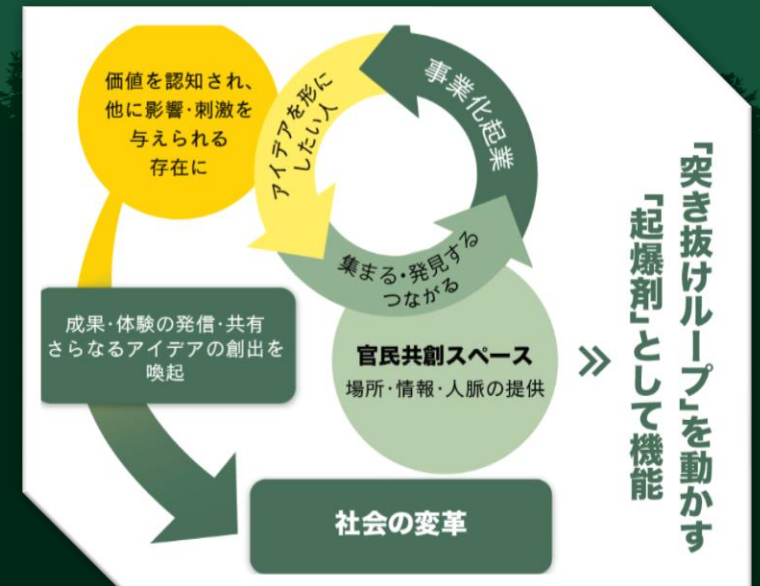 価値を認知され、
他に影響・刺激を
与えられる
存在に
アイデアを形に
したい人
事業化起業
集まる・発見する
つながる
成果・体験の発信・共有
さらなるアイデアの創出を
喚起
官民共創スペース
場所・情報・人脈の提供
社会の変革
「突き抜けループ」を動かす
「起爆剤」として機能